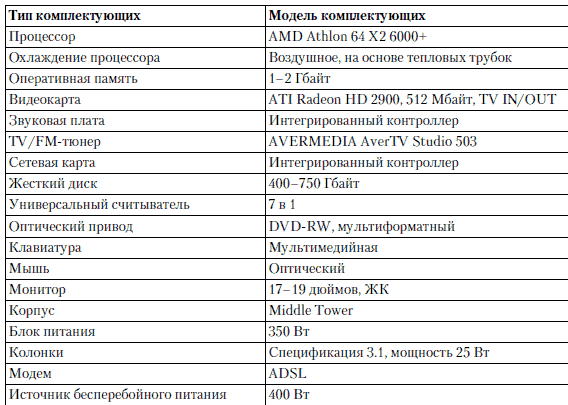 Тип комплектующих Модель комплектующих
Процессор AMD Athlon 64 X2 6000+
Охлаждение процессора Воздушное, на основе тепловых трубок
Оперативная память 1–2 Гбайт
Видеокарта ATI Radeon HD 2900, 512 Мбайт, TV IN/OUT
Звуковая плата Интегрированный контроллер
TV/FM-тюнер AVERMEDIA AverTV Studio 503
Сетевая карта Интегрированный контроллер
Жесткий диск 400–750 Гбайт
Универсальный считыватель 7 в 1
Оптический привод DVD-RW, мультиформатный
Клавиатура Мультимедийная
Мышь Оптический
Монитор 17–19 дюймов, ЖК
Корпус Middle Tower
Блок питания 350 Вт
Колонки Спецификация 3.1, мощность 25 Вт
Модем ADSL
Источник бесперебойного питания 400 Вт